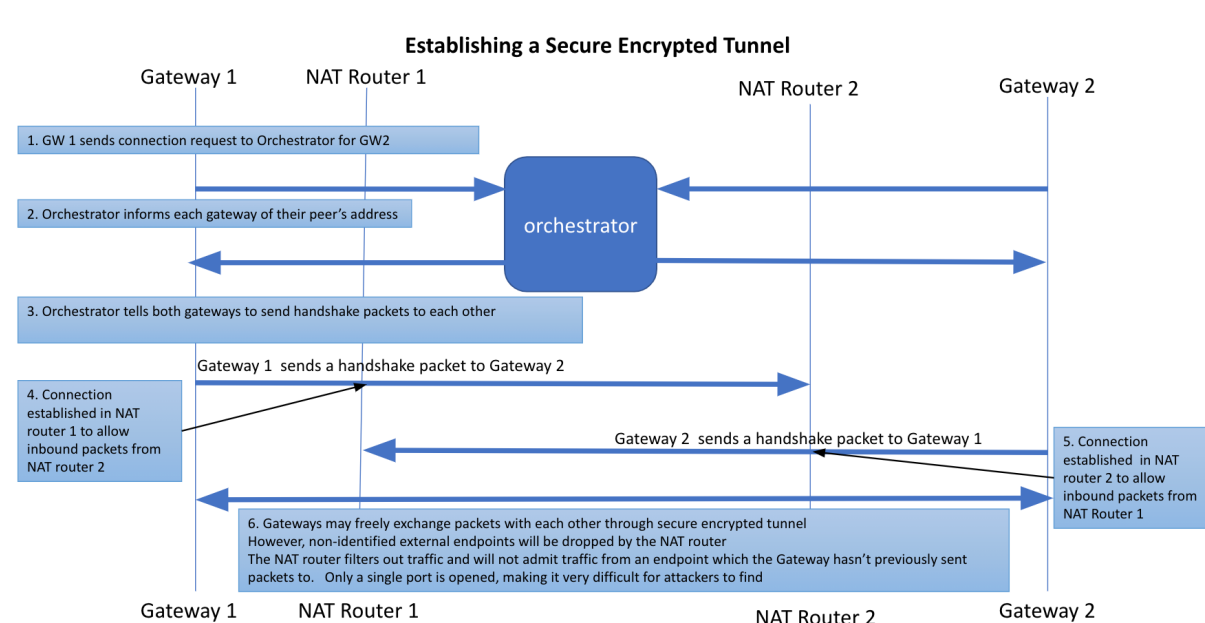 Establishing a Secure Encrypted Tunnel
Gateway 1
NAT Router 1
NAT Router 2
Gateway 2
1. GW 1 sends connection request to Orchestrator for GW2
2. Orchestrator informs each gateway of their peer’s address
orchestrator
3. Orchestrator tells both gateways to send handshake packets to each other
Gateway 1 sends a handshake packet to Gateway 2
4. Connection
established in NAT
router 1 to allow
inbound packets from
NAT router 2
Gateway 2 sends a handshake packet to Gateway 1
5. Connection
established in NAT
router 2 to allow
inbound packets from
NAT Router 1
6. Gateways may freely exchange packets with each other through secure encrypted tunnel
However, non-identified external endpoints will be dropped by the NAT router
The NAT router filters out traffic and will not admit traffic from an endpoint which the Gateway hasn’t previously sent
packets to. Only a single port is opened, making it very difficult for attackers to find
Gateway 1
NAT Router 1
NAT Router 2
Gateway 2